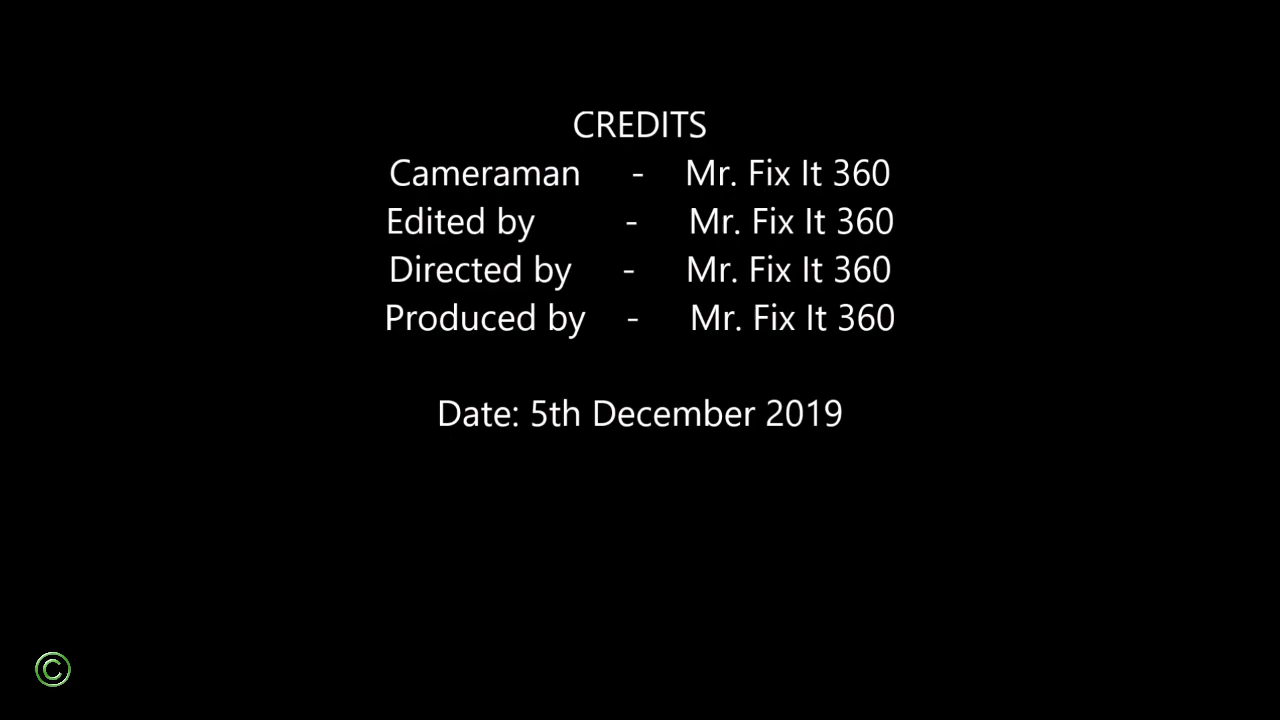 CREDITS
Cameraman - Mr. Fix It 360
Edited by - Mr. Fix It 360
Directed by - Mr. Fix It 360
Produced by - Mr. Fix It 360
Date: 5th December 2019
©